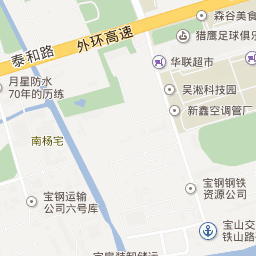 森谷美食
猎鹰足球俱乐
外环高速
泰和路
华联超市
月星防水
70年的历练
吴淞科技园
新鑫空调管厂
南杨宅
宝钢运输
公司六号库
宝钢钢铁
资源公司
宝山交
铁山路